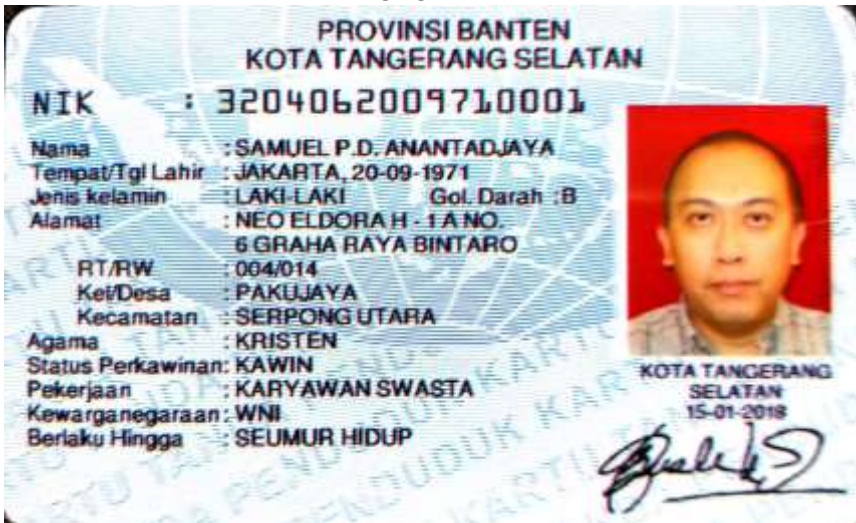 PROVINSI BANTEN
KOTA TANGERANG SELATAN
NIK : 3204062009710001
Nama : SAMUEL P.D. ANANTADJAYA
Tempat/Tgl Lahir : JAKARTA, 20-09-1971
Jenis kelamin : LAKI-LAKI Gol. Darah : B
Alamat : NEO ELDORA H - 1 A NO.
6 GRAHA RAYA BINTARO
RT/RW : 004/014
Kel/Desa : PAKUJAYA
Kecamatan : SERPONG UTARA
Agama : KRISTEN
Status Perkawinan: KAWIN
Pekerjaan : KARYAWAN SWASTA
Kewarganegaraan: WNI
Berlaku Hingga : SEUMUR HIDUP
KOTA TANGERANG
SELATAN
15-01-2018